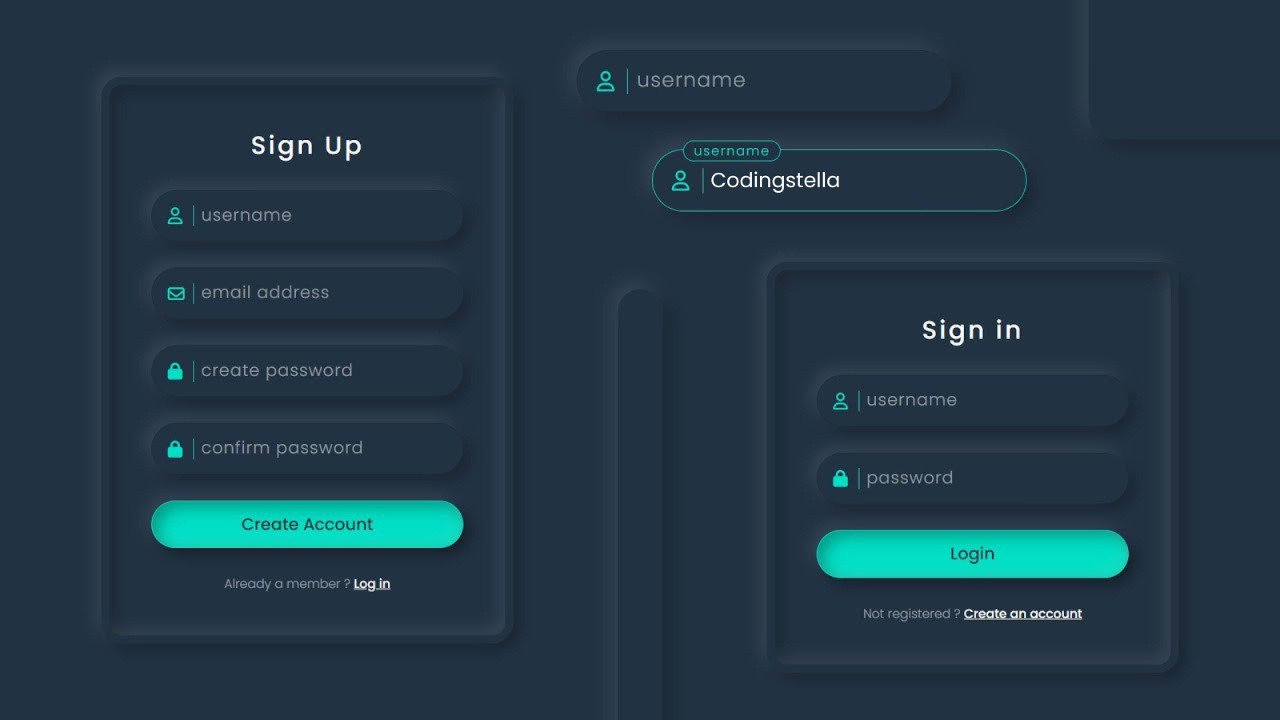 Sign Up
username
email address
create password
confirm password
Create Account
Already a member ? Log in
username
username
Codingstella
Sign in
username
password
Login
Not registered ? Create an account